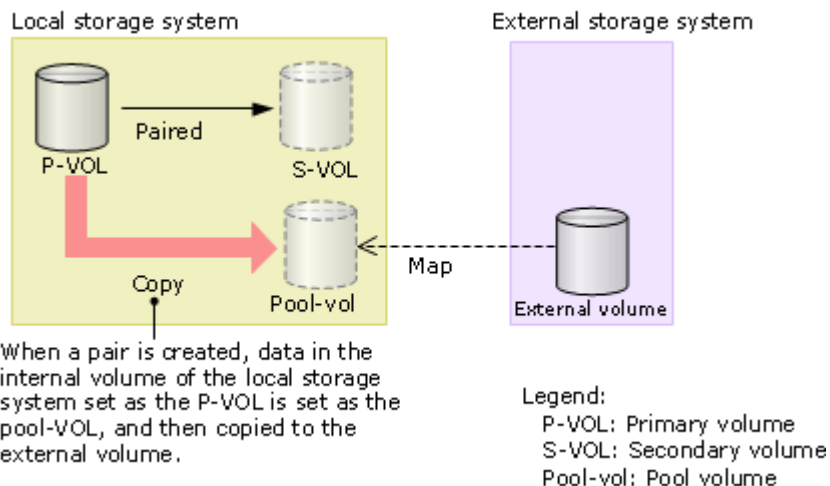 Local storage system
External storage system
Paired
P-VOL
S-VOL
Map
Copy
Pool-vol
External volume
When a pair is created, data in the
internal volume of the local storage
system set as the P-VOL is set as the
pool-VOL, and then copied to the
external volume.
Legend:
P-VOL: Primary volume
S-VOL: Secondary volume
Pool-vol: Pool volume